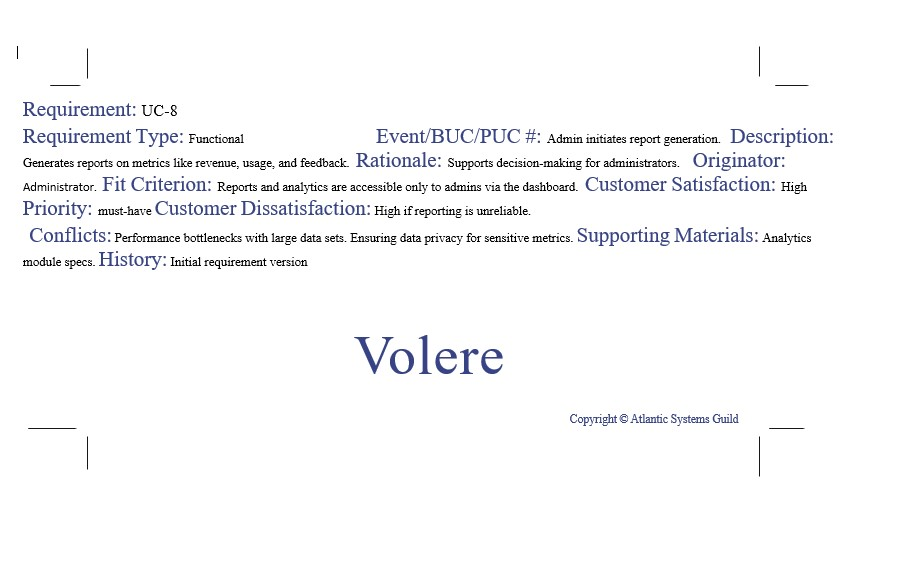 Requirement: UC-8
Requirement Type: Functional Event/BUC/PUC #: Admin initiates report generation. Description:
Generates reports on metrics like revenue, usage, and feedback. Rationale: Supports decision-making for administrators. Originator:
Administrator. Fit Criterion: Reports and analytics are accessible only to admins via the dashboard. Customer Satisfaction: High
Priority: must-have Customer Dissatisfaction: High if reporting is unreliable.
Conflicts: Performance bottlenecks with large data sets. Ensuring data privacy for sensitive metrics. Supporting Materials: Analytics
module specs. History: Initial requirement version
Volere
Copyright © Atlantic Systems Guild